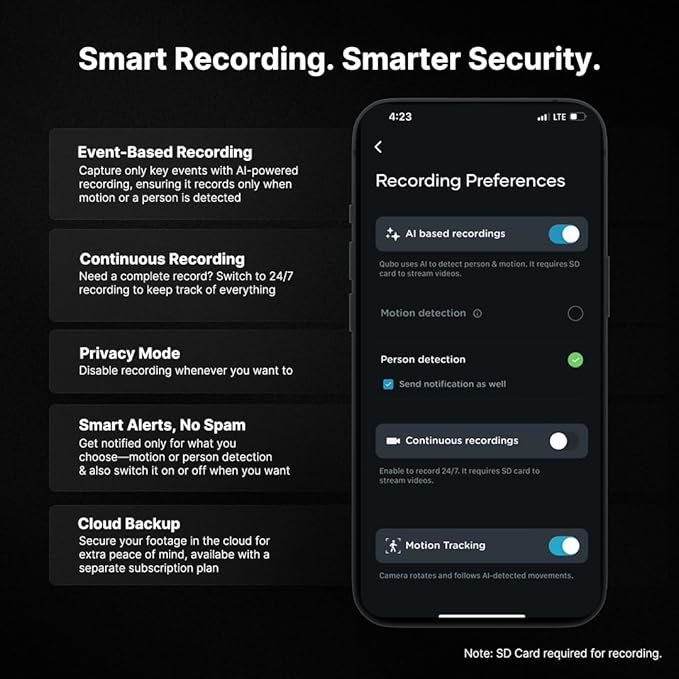 Smart Recording. Smarter Security.
Event-Based Recording
Capture only key events with AI-powered
recording, ensuring it records only when
motion or a person is detected
Continuous Recording
Need a complete record? Switch to 24/7
recording to keep track of everything
Privacy Mode
Disable recording whenever you want to
Smart Alerts, No Spam
Get notified only for what you
choose—motion or person detection
& also switch it on or off when you want
Cloud Backup
Secure your footage in the cloud for
extra peace of mind, availabe with a
separate subscription plan
4:23
LTE
Recording Preferences
AI based recordings
Qubo uses AI to detect person & motion. It requires SD
card to stream videos.
Motion detection
Person detection
Send notification as well
Continuous recordings
Enable to record 24/7. It requires SD card to
stream videos.
Motion Tracking
Camera rotates and follows AI-detected movements.
Note: SD Card required for recording.